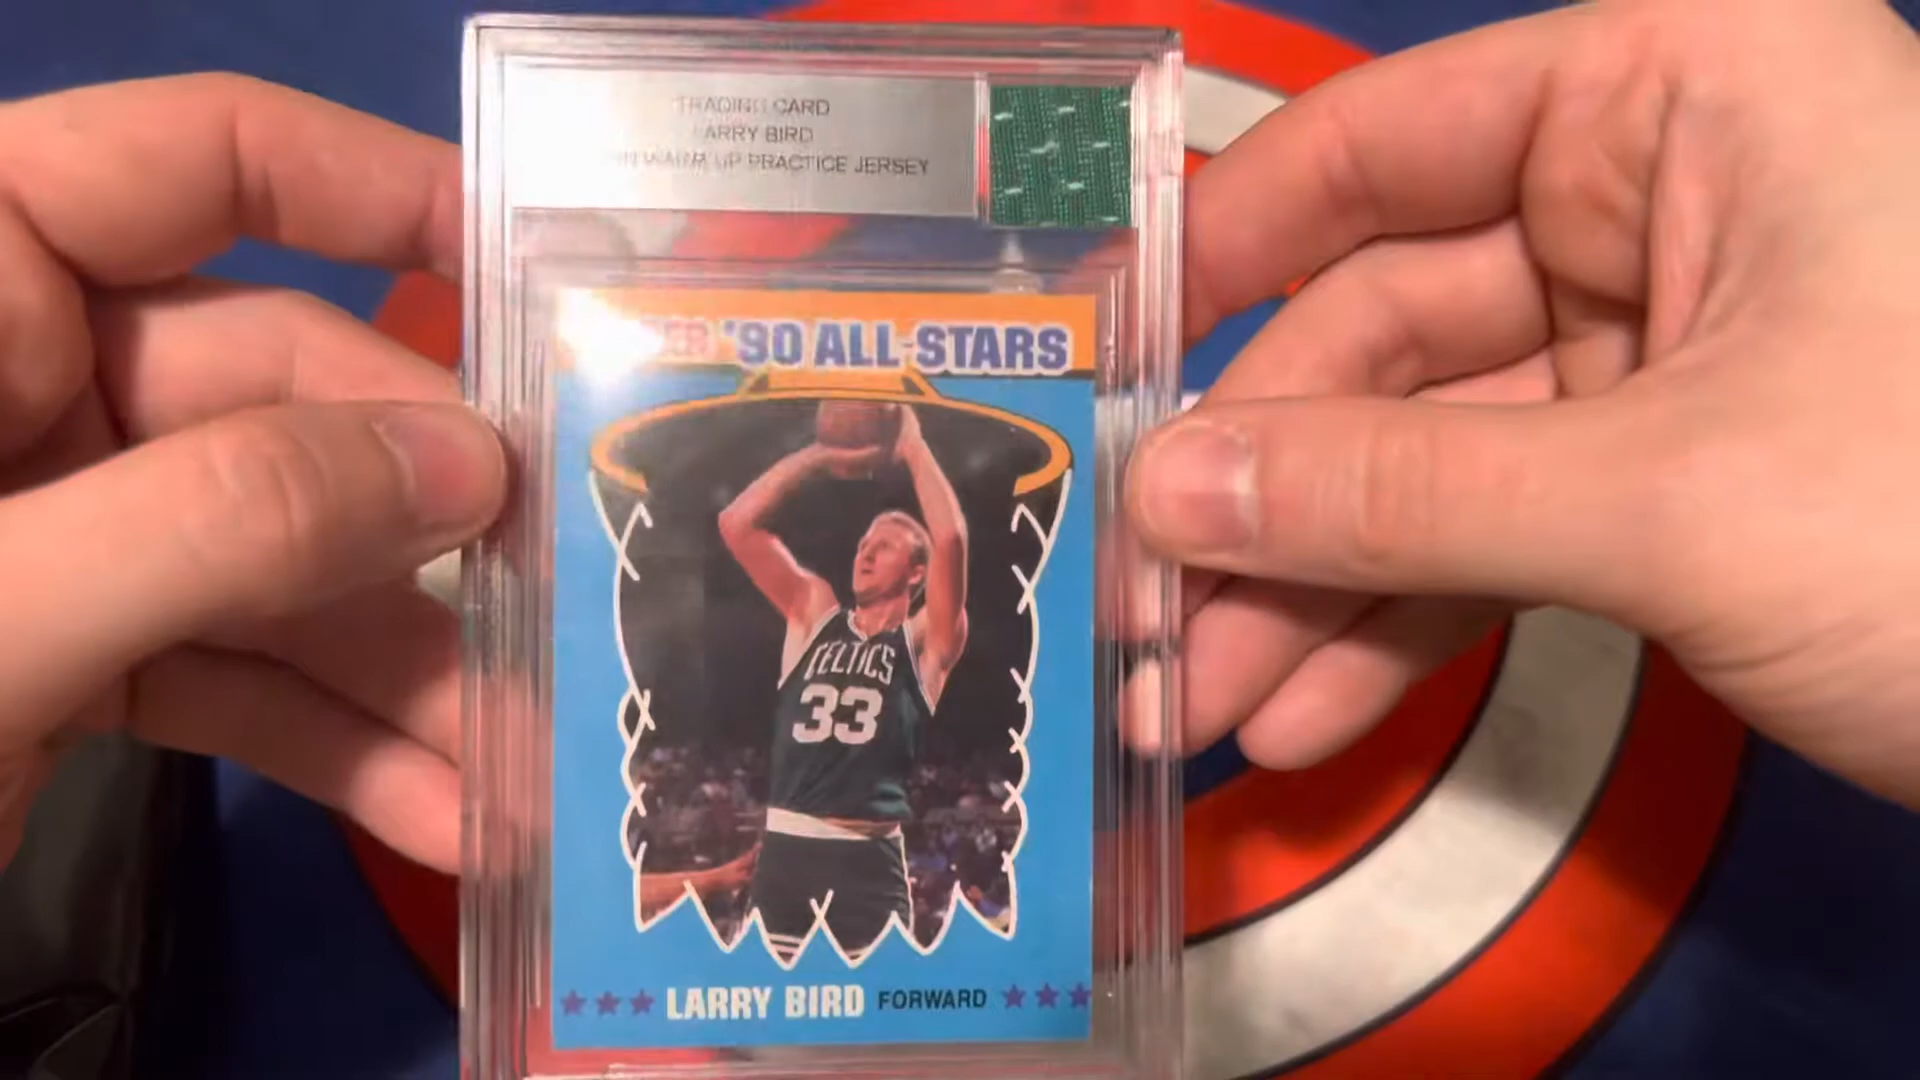 TRADING CARD
LARRY BIRD
WARM UP PRACTICE JERSEY
'90 ALL-STARS
CELTICS
33
LARRY BIRD FORWARD